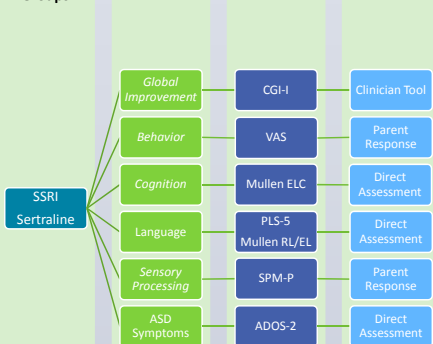 Global
Improvement
CGI-I
Clinician Tool
Behavior
VAS
Parent
Response
Cognition
Mullen ELC
Direct
Assessment
SSRI
Sertraline
Language
PLS-5
Mullen RL/EL
Direct
Assessment
Sensory
Processing
SPM-P
Parent
Response
ASD
Symptoms
ADOS-2
Direct
Assessment